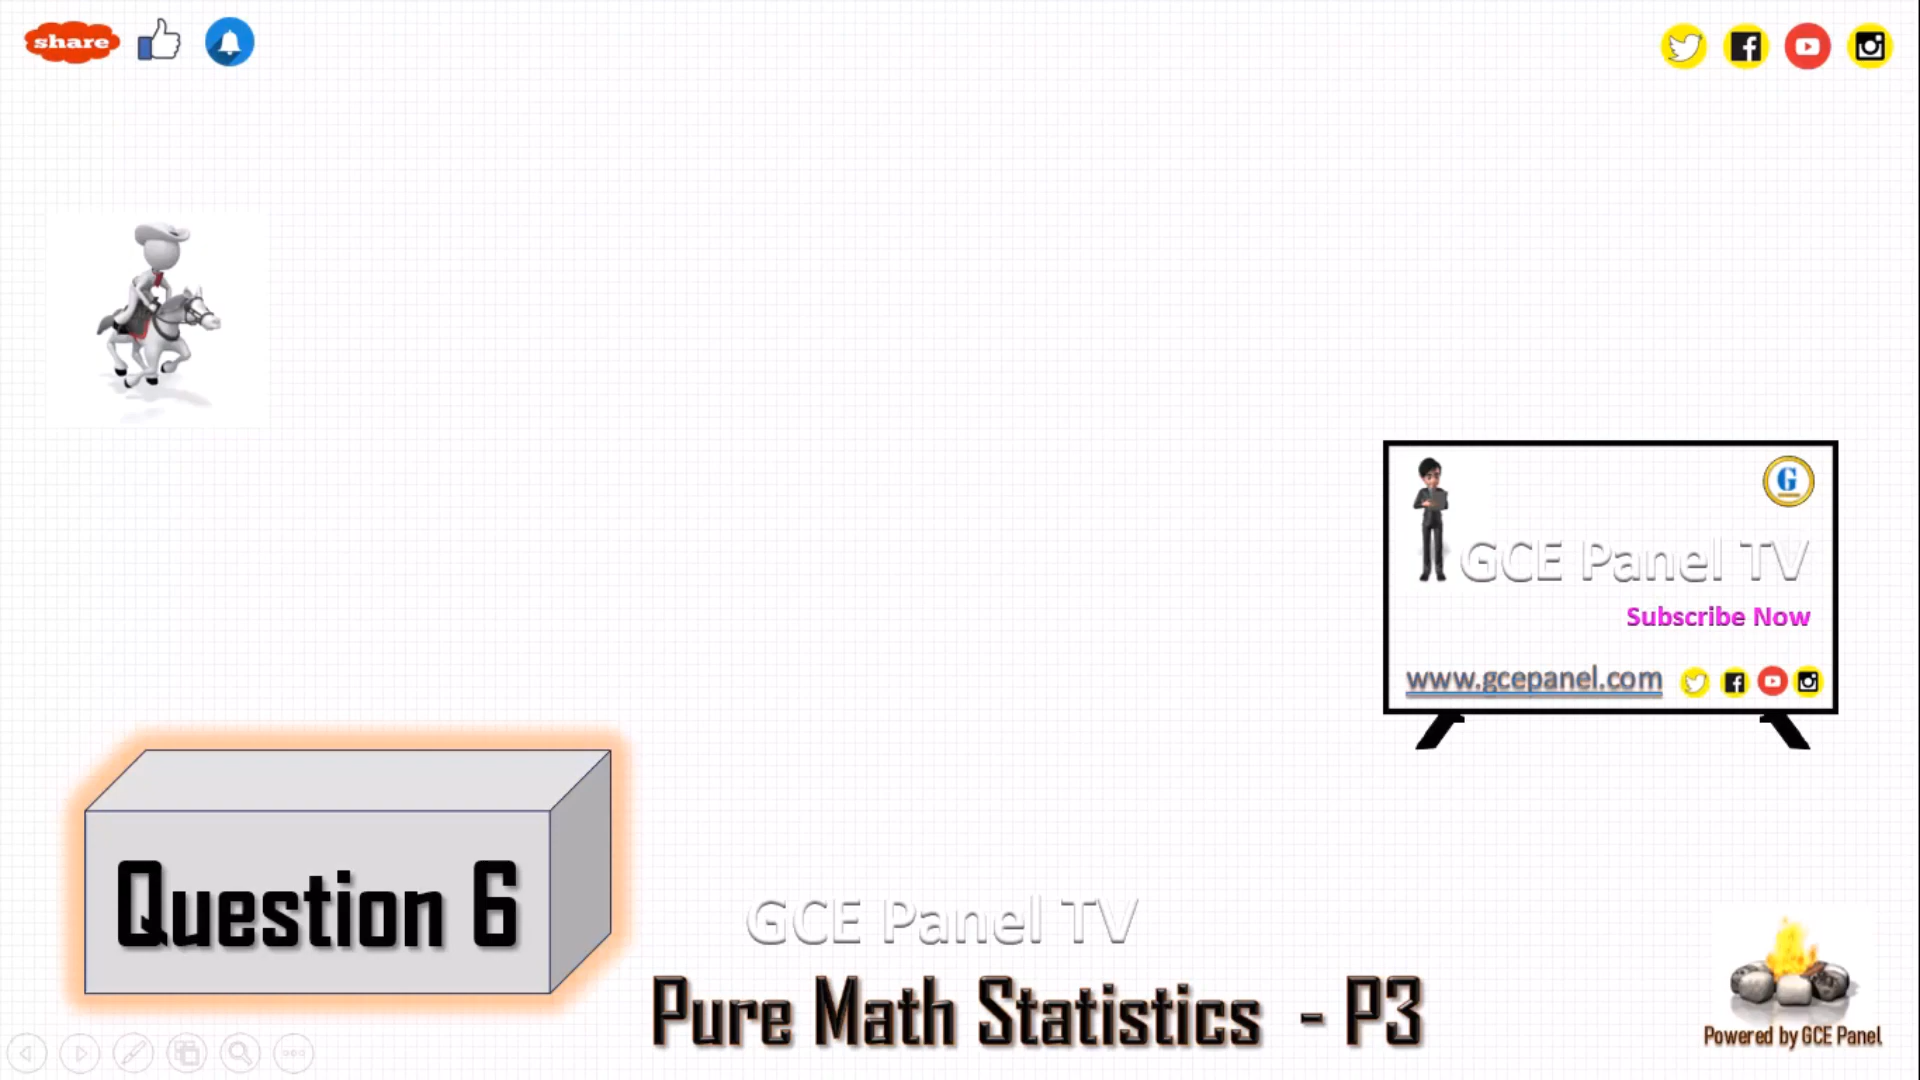 share
G
GCE Panel TV
Subscribe Now
www.gcepanel.com
Question 6
GCE Panel TV
Pure Math Statistics - P3
Powered by GCE Panel